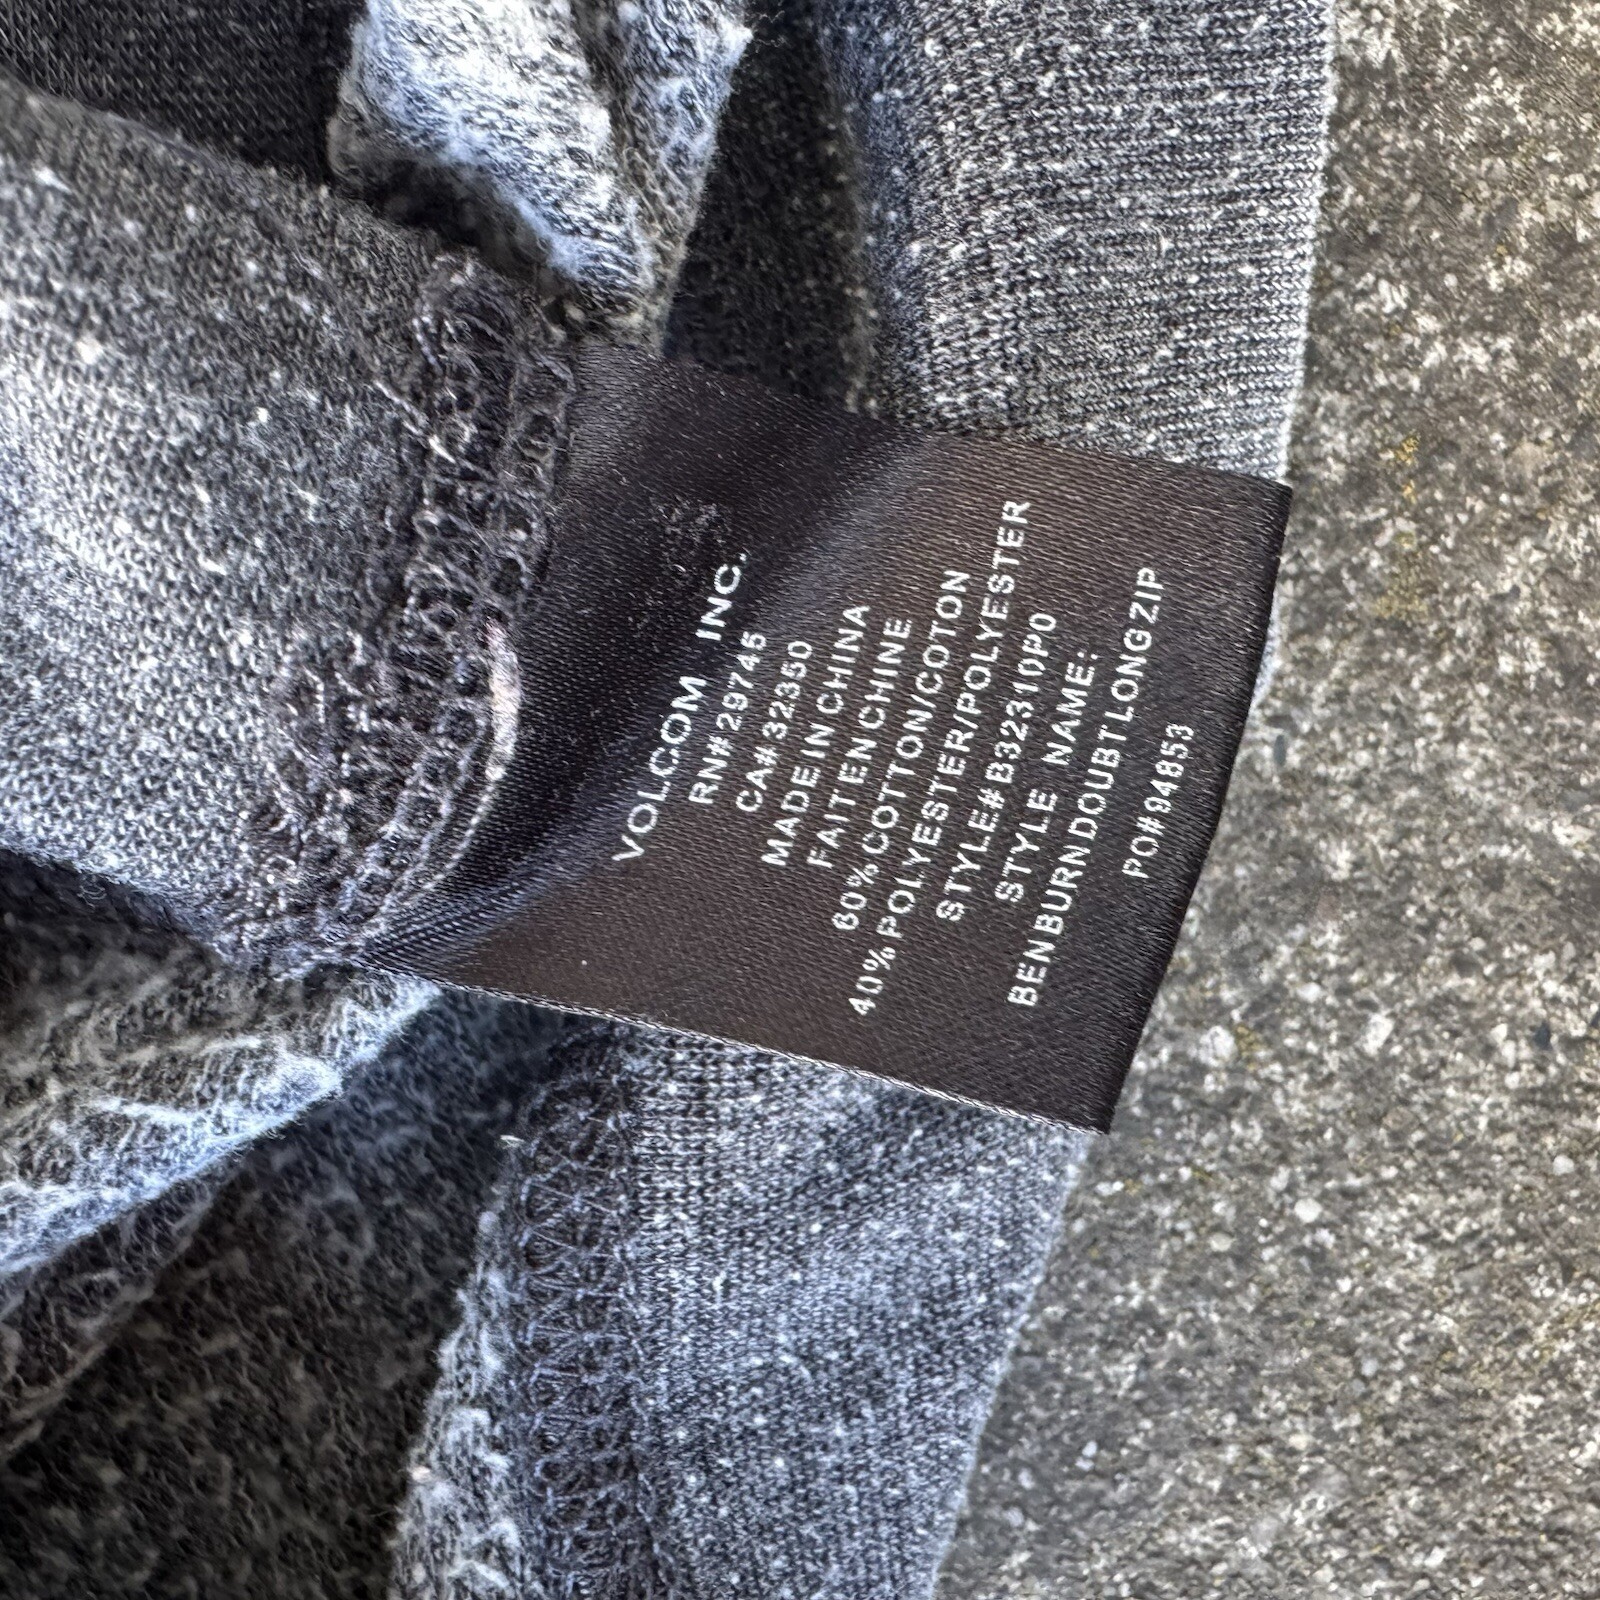 VOLCOM INC.
RN#29745
CA#32350
MADE IN CHINA
FAIT EN CHINE
60% COTTON/COTON
40% POLYESTER/POLYESTER
STYLE#B32310P0
STYLE NAME:
BENBURNDOUBTLONGZIP
PO#94853